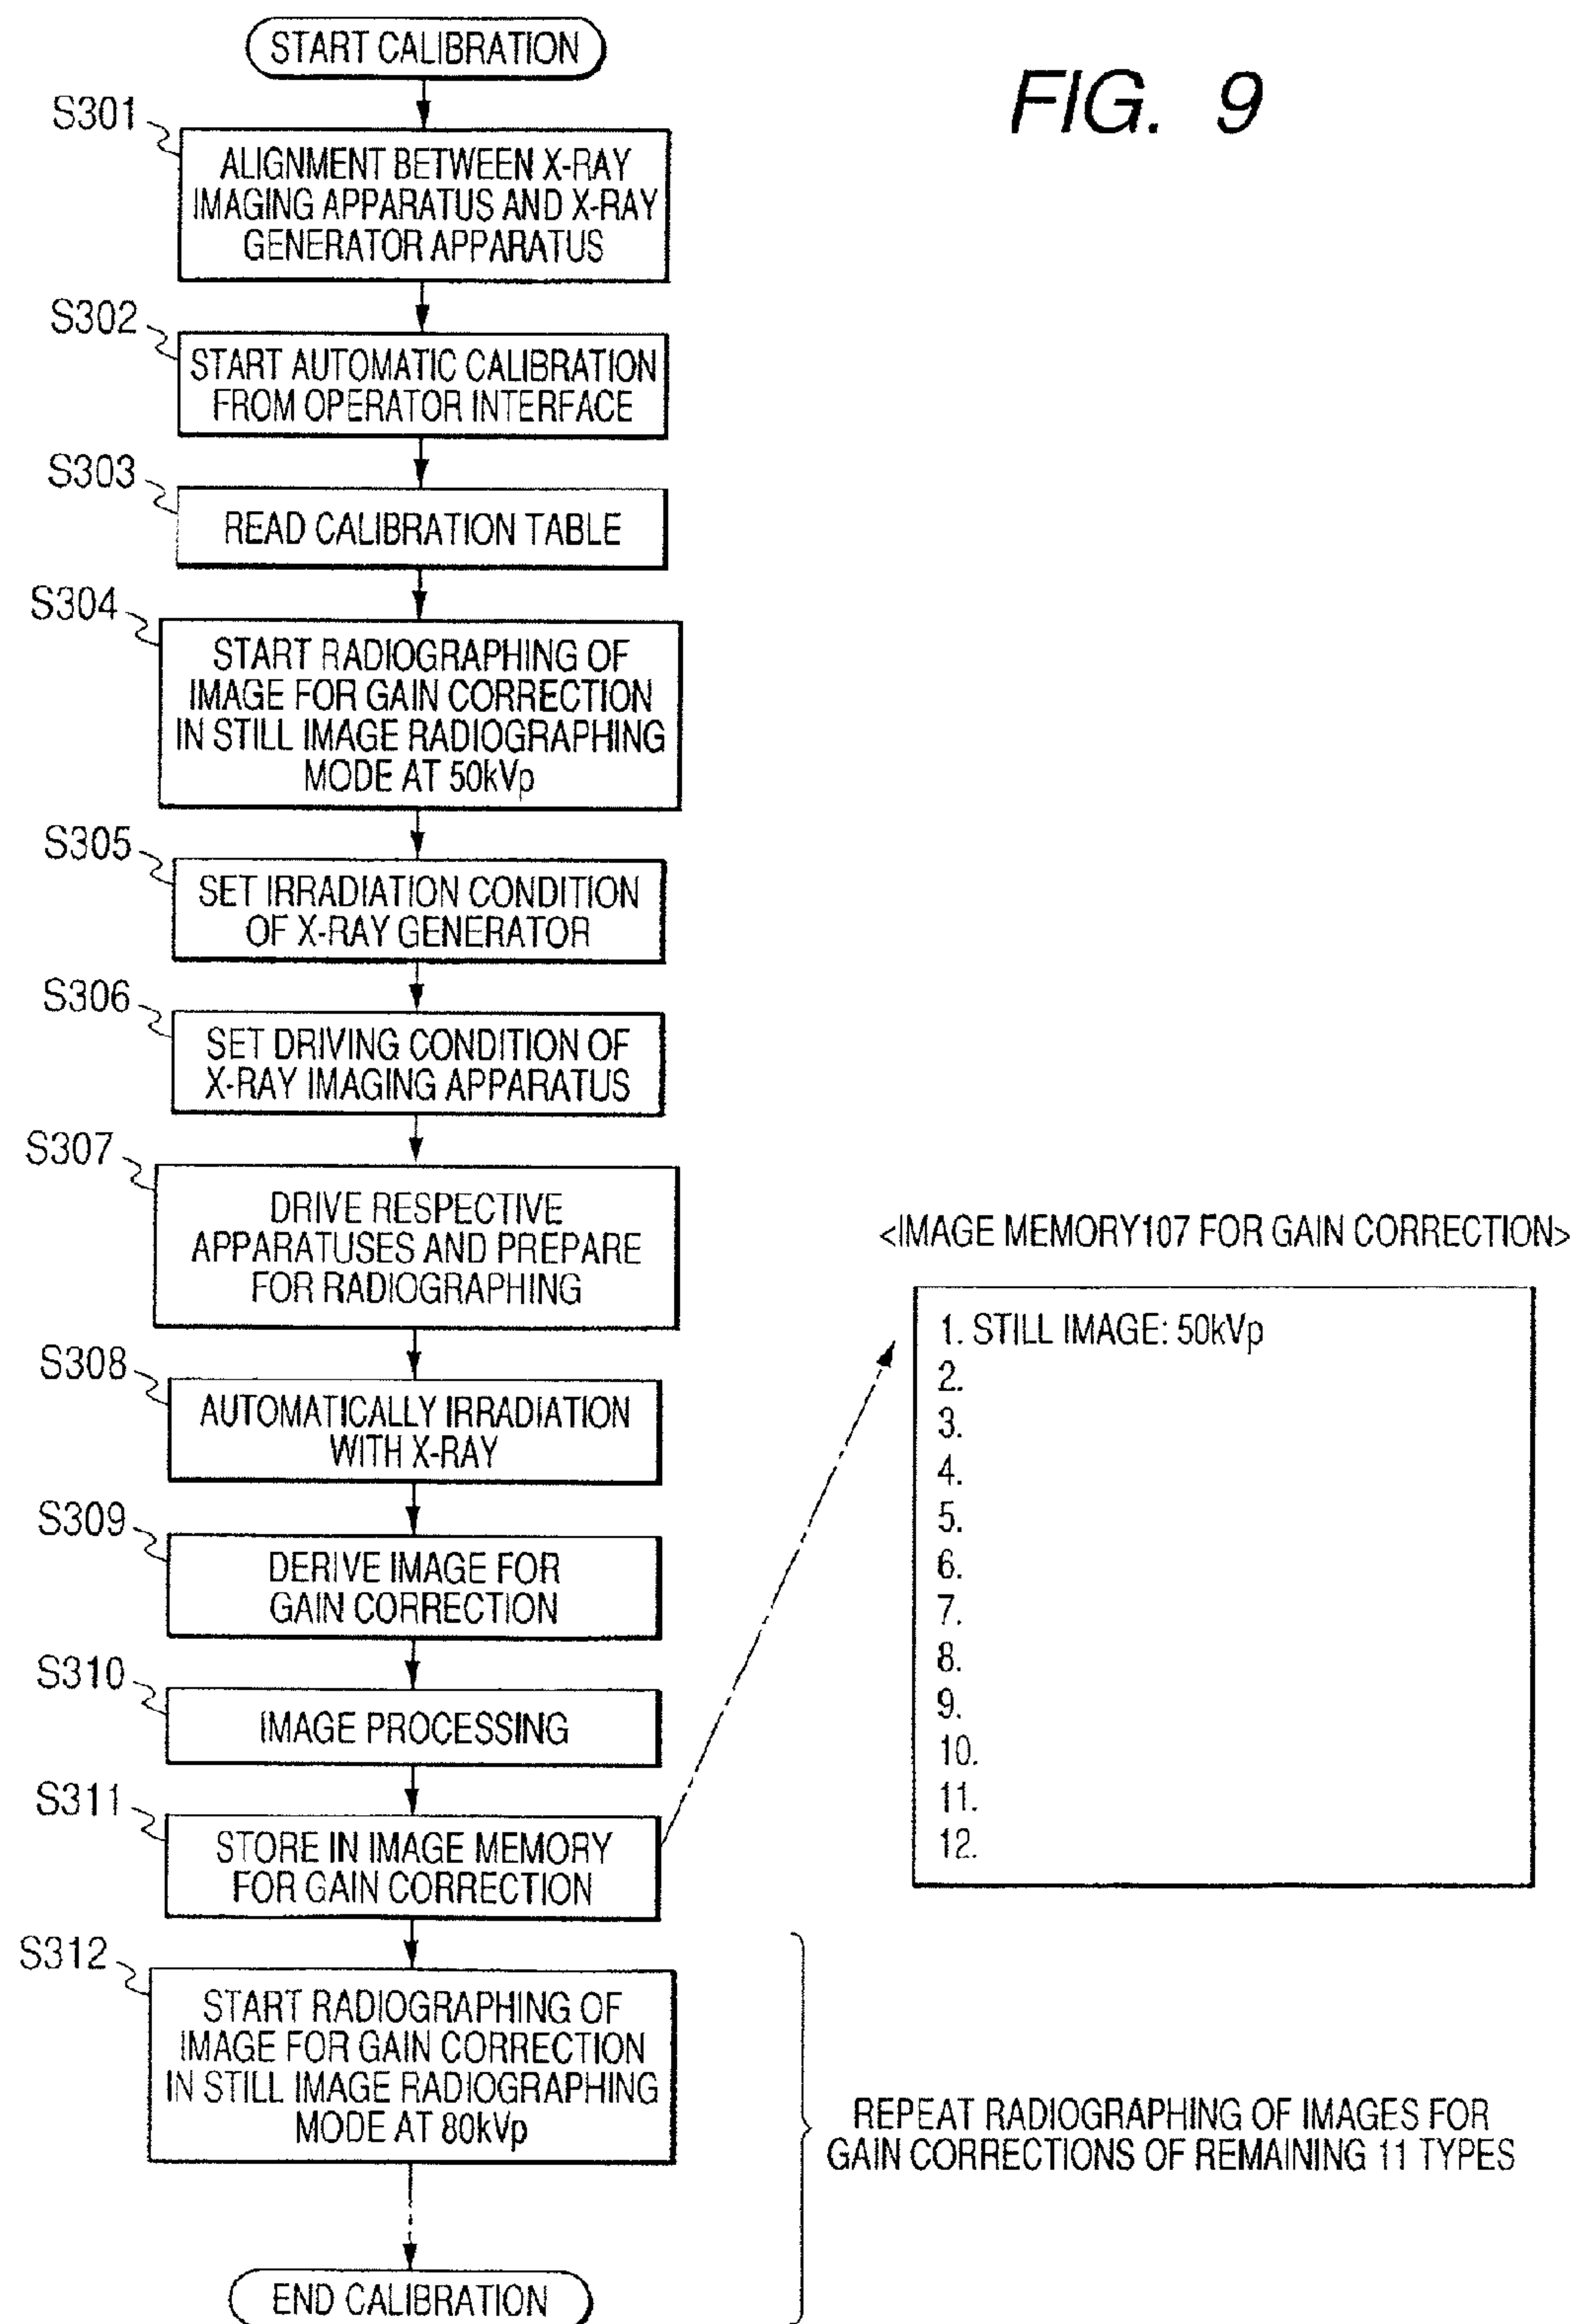 FIG. 9
START CALIBRATION
S301
ALIGNMENT BETWEEN X-RAY
IMAGING APPARATUS AND X-RAY
GENERATOR APPARATUS
S302
START AUTOMATIC CALIBRATION
FROM OPERATOR INTERFACE
S303
READ CALIBRATION TABLE
S304
START RADIOGRAPHING OF
IMAGE FOR GAIN CORRECTION
IN STILL IMAGE RADIOGRAPHING
MODE AT 50kVp
S305
SET IRRADIATION CONDITION
OF X-RAY GENERATOR
S306
SET DRIVING CONDITION OF
X-RAY IMAGING APPARATUS
S307
DRIVE RESPECTIVE
APPARATUSES AND PREPARE
FOR RADIOGRAPHING
S308
AUTOMATICALLY IRRADIATION
WITH X-RAY
S309
DERIVE IMAGE FOR
GAIN CORRECTION
S310
IMAGE PROCESSING
S311
STORE IN IMAGE MEMORY
FOR GAIN CORRECTION
<IMAGE MEMORY107 FOR GAIN CORRECTION>
1. STILL IMAGE: 50kVp
2.
3.
4.
5.
6.
7.
8.
9.
10.
11.
12.
S312
START RADIOGRAPHING OF
IMAGE FOR GAIN CORRECTION
IN STILL IMAGE RADIOGRAPHING
MODE AT 80kVp
REPEAT RADIOGRAPHING OF IMAGES FOR
GAIN CORRECTIONS OF REMAINING 11 TYPES
END CALIBRATION